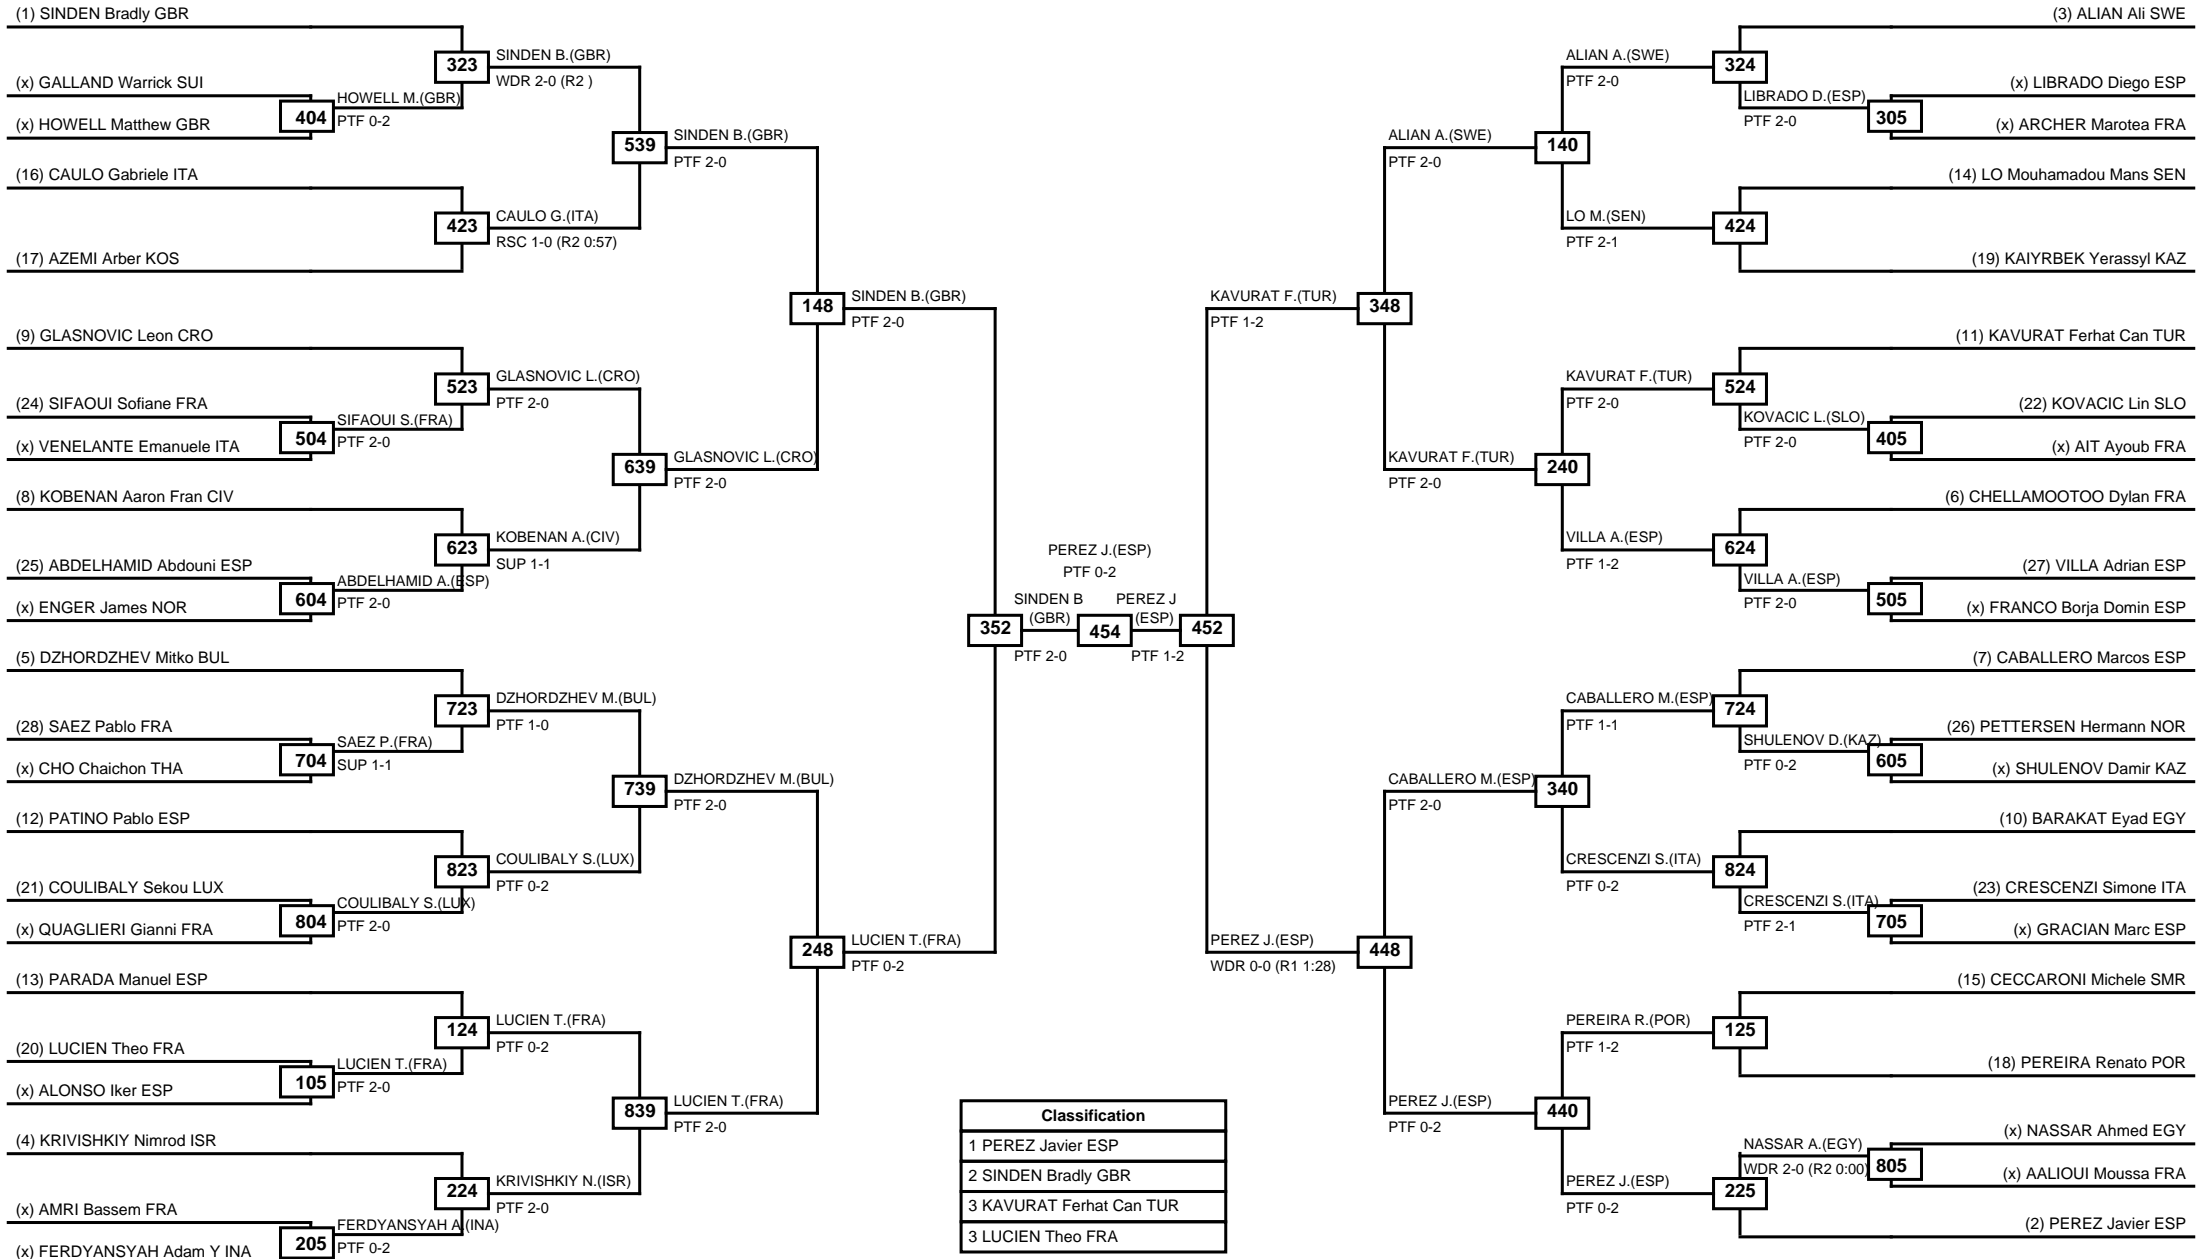 (1) SINDEN Bradly GBR
323
SINDEN B.(GBR)
WDR 2-0 (R2 )
(x) GALLAND Warrick SUI
404
HOWELL M.(GBR)
PTF 0-2
(x) HOWELL Matthew GBR
539
SINDEN B.(GBR)
PTF 2-0
(16) CAULO Gabriele ITA
423
CAULO G.(ITA)
RSC 1-0 (R2 0:57)
(17) AZEMI Arber KOS
148
SINDEN B.(GBR)
PTF 2-0
(9) GLASNOVIC Leon CRO
523
GLASNOVIC L.(CRO)
PTF 2-0
(24) SIFAOUI Sofiane FRA
504
SIFAOUI S.(FRA)
PTF 2-0
(x) VENELANTE Emanuele ITA
639
GLASNOVIC L.(CRO)
PTF 2-0
(8) KOBENAN Aaron Fran CIV
623
KOBENAN A.(CIV)
SUP 1-1
(25) ABDELHAMID Abdouni ESP
604
ABDELHAMID A.(ESP)
PTF 2-0
(x) ENGER James NOR
(5) DZHORDZHEV Mitko BUL
723
DZHORDZHEV M.(BUL)
PTF 1-0
(28) SAEZ Pablo FRA
704
SAEZ P.(FRA)
SUP 1-1
(x) CHO Chaichon THA
739
DZHORDZHEV M.(BUL)
PTF 2-0
(12) PATINO Pablo ESP
823
COULIBALY S.(LUX)
PTF 0-2
(21) COULIBALY Sekou LUX
804
COULIBALY S.(LUX)
PTF 2-0
(x) QUAGLIERI Gianni FRA
248
LUCIEN T.(FRA)
PTF 0-2
(13) PARADA Manuel ESP
124
LUCIEN T.(FRA)
PTF 0-2
(20) LUCIEN Theo FRA
105
LUCIEN T.(FRA)
PTF 2-0
(x) ALONSO Iker ESP
839
LUCIEN T.(FRA)
PTF 2-0
(4) KRIVISHKIY Nimrod ISR
224
KRIVISHKIY N.(ISR)
PTF 2-0
(x) AMRI Bassem FRA
205
FERDYANSYAH A.(INA)
PTF 0-2
(x) FERDYANSYAH Adam Y INA
PEREZ J.(ESP)
PTF 0-2
352
SINDEN B
(GBR)
PTF 2-0
454
PEREZ J
(ESP)
PTF 1-2
452
(3) ALIAN Ali SWE
ALIAN A.(SWE)
PTF 2-0
324
(x) LIBRADO Diego ESP
LIBRADO D.(ESP)
PTF 2-0
305
(x) ARCHER Marotea FRA
ALIAN A.(SWE)
PTF 2-0
140
(14) LO Mouhamadou Mans SEN
LO M.(SEN)
PTF 2-1
424
(19) KAIYRBEK Yerassyl KAZ
KAVURAT F.(TUR)
PTF 1-2
348
(11) KAVURAT Ferhat Can TUR
KAVURAT F.(TUR)
PTF 2-0
524
(22) KOVACIC Lin SLO
KOVACIC L.(SLO)
PTF 2-0
405
(x) AIT Ayoub FRA
KAVURAT F.(TUR)
PTF 2-0
240
(6) CHELLAMOOTOO Dylan FRA
VILLA A.(ESP)
PTF 1-2
624
(27) VILLA Adrian ESP
VILLA A.(ESP)
PTF 2-0
505
(x) FRANCO Borja Domin ESP
(7) CABALLERO Marcos ESP
CABALLERO M.(ESP)
PTF 1-1
724
(26) PETTERSEN Hermann NOR
SHULENOV D.(KAZ)
PTF 0-2
605
(x) SHULENOV Damir KAZ
CABALLERO M.(ESP)
PTF 2-0
340
(10) BARAKAT Eyad EGY
CRESCENZI S.(ITA)
PTF 0-2
824
(23) CRESCENZI Simone ITA
CRESCENZI S.(ITA)
PTF 2-1
705
(x) GRACIAN Marc ESP
PEREZ J.(ESP)
WDR 0-0 (R1 1:28)
448
(15) CECCARONI Michele SMR
PEREIRA R.(POR)
PTF 1-2
125
(18) PEREIRA Renato POR
PEREZ J.(ESP)
PTF 0-2
440
(x) NASSAR Ahmed EGY
NASSAR A.(EGY)
WDR 2-0 (R2 0:00)
805
(x) AALIOUI Moussa FRA
PEREZ J.(ESP)
PTF 0-2
225
(2) PEREZ Javier ESP
Classification
1 PEREZ Javier ESP
2 SINDEN Bradly GBR
3 KAVURAT Ferhat Can TUR
3 LUCIEN Theo FRA